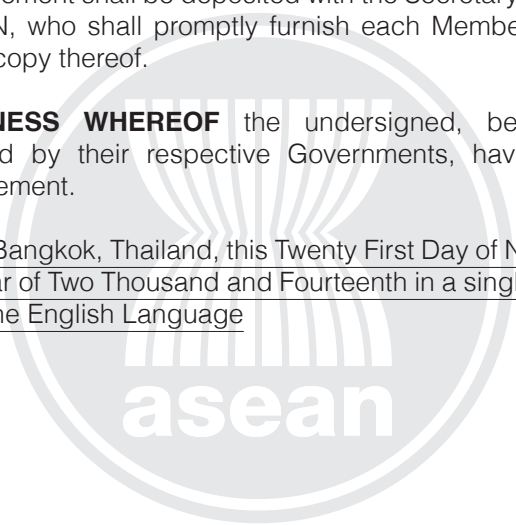 ement shall be deposited with the Secretary
N, who shall promptly furnish each Membe
copy thereof.
NESS WHEREOF the undersigned, be
d by their respective Governments, hav
ement.
Bangkok, Thailand, this Twenty First Day of N
ar of Two Thousand and Fourteenth in a singl
he English Language
asean